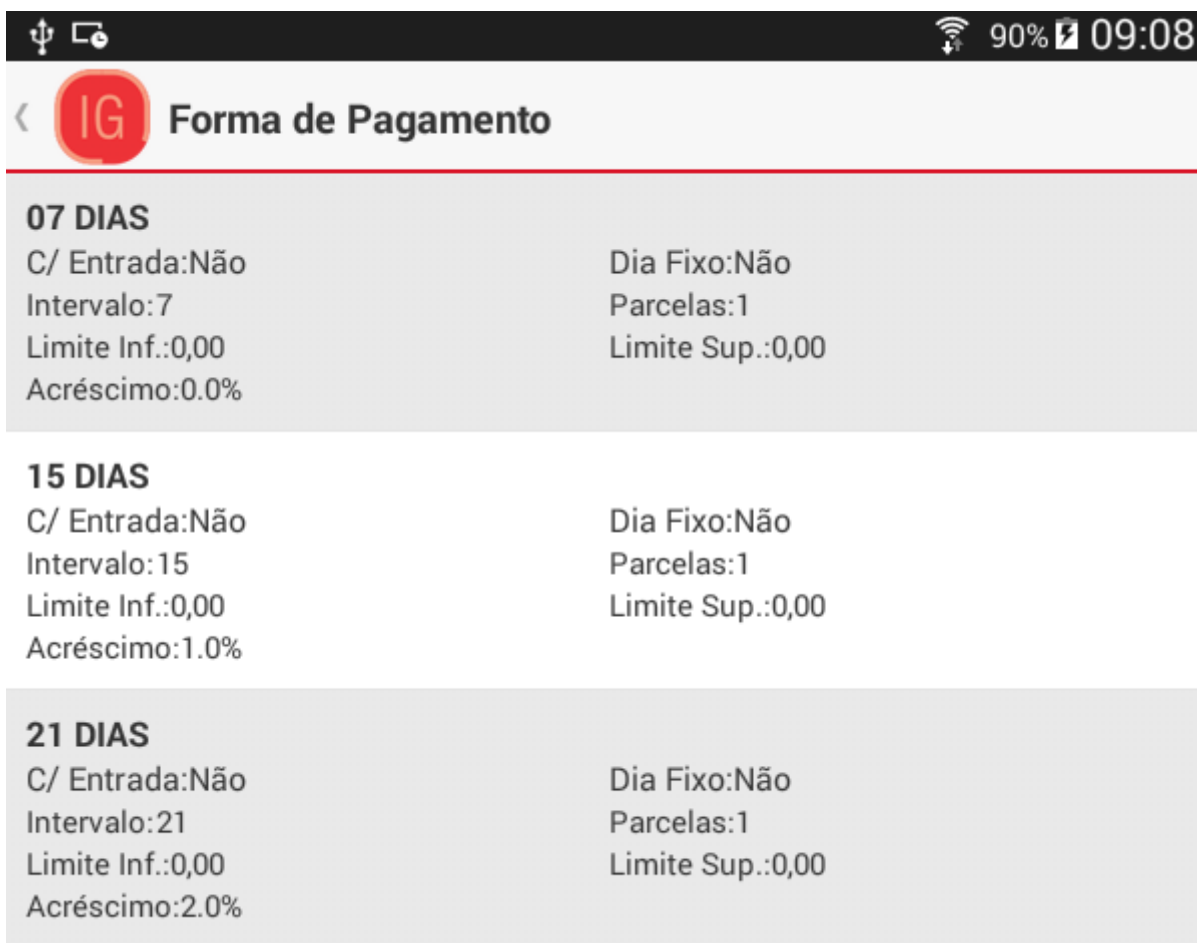 90% 09:08
IG Forma de Pagamento
07 DIAS
C/ Entrada:Não Dia Fixo:Não
Intervalo:7 Parcelas:1
Limite Inf.:0,00 Limite Sup.:0,00
Acréscimo:0.0%
15 DIAS
C/ Entrada:Não Dia Fixo:Não
Intervalo:15 Parcelas:1
Limite Inf.:0,00 Limite Sup.:0,00
Acréscimo:1.0%
21 DIAS
C/ Entrada:Não Dia Fixo:Não
Intervalo:21 Parcelas:1
Limite Inf.:0,00 Limite Sup.:0,00
Acréscimo:2.0%